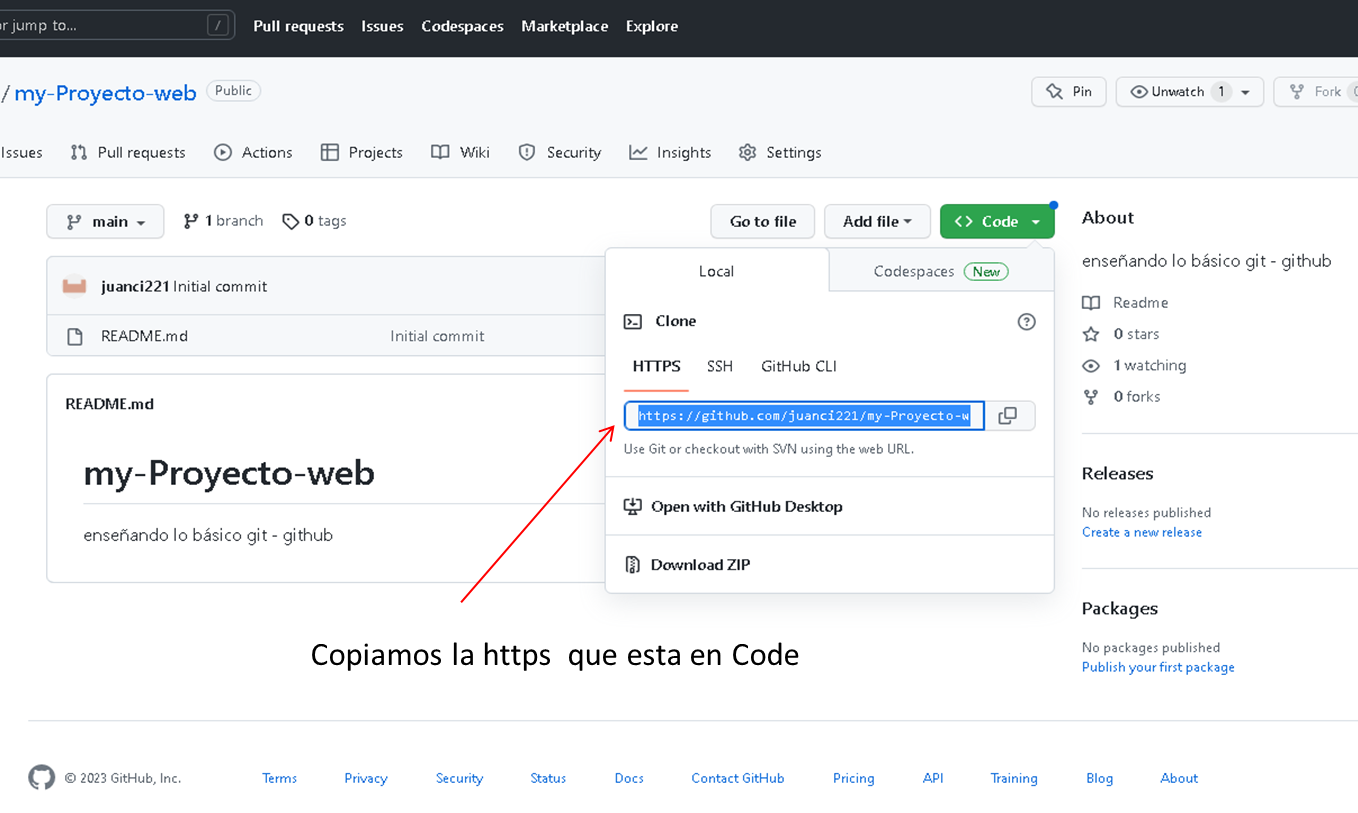 or jump to... /
Pull requests Issues Codespaces Marketplace Explore
/ my-Proyecto-web Public
Pin
Unwatch 1
Fork
Issues Pull requests Actions Projects Wiki Security Insights Settings
main 1 branch 0 tags
Go to file Add file <> Code
juanci221 Initial commit
README.md Initial commit
README.md
my-Proyecto-web
enseñando lo básico git - github
Local Codespaces New
Clone ?
HTTPS SSH GitHub CLI
https://github.com/juanci221/my-Proyecto-w
Use Git or checkout with SVN using the web URL.
Open with GitHub Desktop
Download ZIP
Copiamos la https que esta en Code
About
enseñando lo básico git - github
Readme
0 stars
1 watching
0 forks
Releases
No releases published
Create a new release
Packages
No packages published
Publish your first package
© 2023 GitHub, Inc. Terms Privacy Security Status Docs Contact GitHub Pricing API Training Blog About